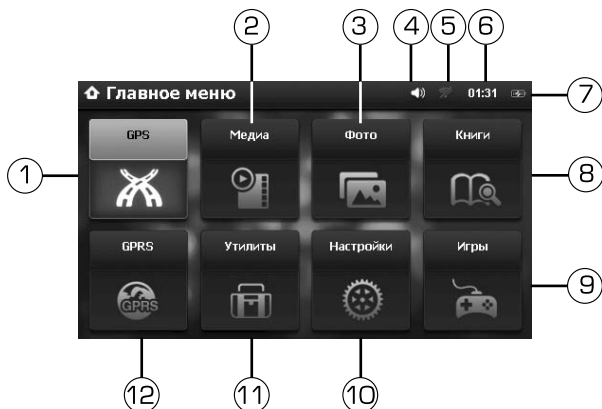 2 3 4 5 6
Главное меню 01:31 7
GPS Медиа Фото Книги
1 8
GPRS Утилиты Настройки Игры
GPRS 9
12 11 10